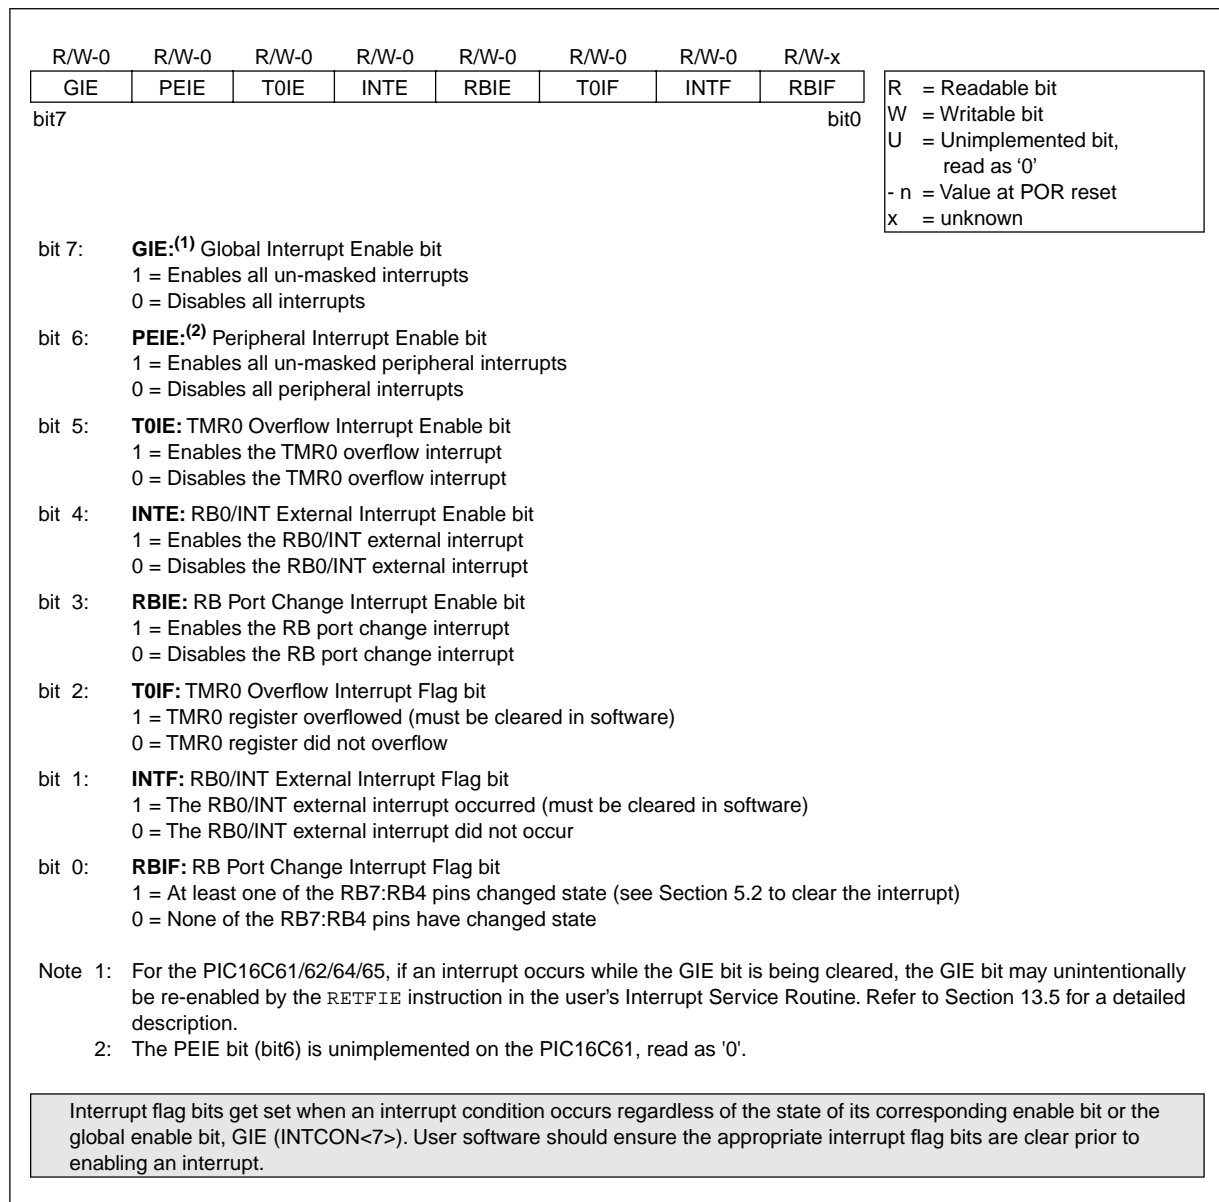 R/W-0 R/W-0 R/W-0 R/W-0 R/W-0 R/W-0 R/W-0 R/W-x
GIE PEIE T0IE INTE RBIE T0IF INTF RBIF
bit7 bit0
R = Readable bit
W = Writable bit
U = Unimplemented bit,
read as ‘0’
- n = Value at POR reset
x = unknown
bit 7: GIE:(1) Global Interrupt Enable bit
1 = Enables all un-masked interrupts
0 = Disables all interrupts
bit 6: PEIE:(2) Peripheral Interrupt Enable bit
1 = Enables all un-masked peripheral interrupts
0 = Disables all peripheral interrupts
bit 5: T0IE: TMR0 Overflow Interrupt Enable bit
1 = Enables the TMR0 overflow interrupt
0 = Disables the TMR0 overflow interrupt
bit 4: INTE: RB0/INT External Interrupt Enable bit
1 = Enables the RB0/INT external interrupt
0 = Disables the RB0/INT external interrupt
bit 3: RBIE: RB Port Change Interrupt Enable bit
1 = Enables the RB port change interrupt
0 = Disables the RB port change interrupt
bit 2: T0IF: TMR0 Overflow Interrupt Flag bit
1 = TMR0 register overflowed (must be cleared in software)
0 = TMR0 register did not overflow
bit 1: INTF: RB0/INT External Interrupt Flag bit
1 = The RB0/INT external interrupt occurred (must be cleared in software)
0 = The RB0/INT external interrupt did not occur
bit 0: RBIF: RB Port Change Interrupt Flag bit
1 = At least one of the RB7:RB4 pins changed state (see Section 5.2 to clear the interrupt)
0 = None of the RB7:RB4 pins have changed state
Note 1: For the PIC16C61/62/64/65, if an interrupt occurs while the GIE bit is being cleared, the GIE bit may unintentionally
be re-enabled by the RETFIE instruction in the user's Interrupt Service Routine. Refer to Section 13.5 for a detailed
description.
2: The PEIE bit (bit6) is unimplemented on the PIC16C61, read as '0'.
Interrupt flag bits get set when an interrupt condition occurs regardless of the state of its corresponding enable bit or the
global enable bit, GIE (INTCON<7>). User software should ensure the appropriate interrupt flag bits are clear prior to
enabling an interrupt.